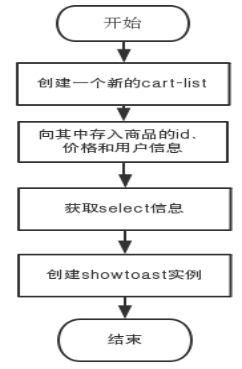 开始
创建一个新的cart-list
向其中存入商品的id、
价格和用户信息
获取select信息
创建showtoast实例
结束